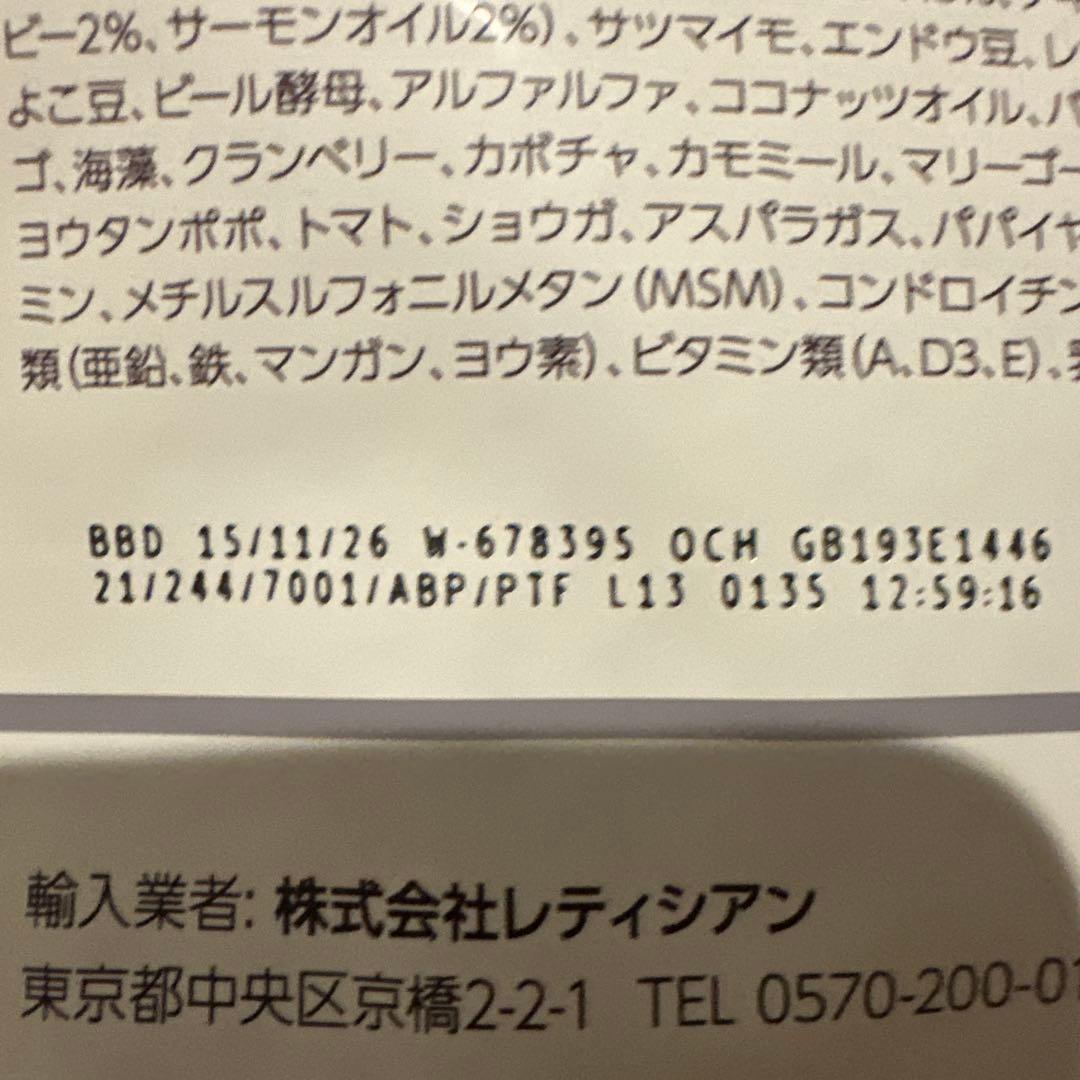 ビー2%、サーモンオイル2%)、サツマイモ、エンドウ豆、レ
よこ豆、ビール酵母、アルファルファ、ココナッツオイル、バ
ゴ、海藻、クランベリー、カボチャ、カモミール、マリーゴー
ヨウタンポポ、トマト、ショウガ、アスパラガス、パパイヤ
ミン、メチルスルフォニルメタン(MSM)、コンドロイチン
類(亜鉛、鉄、マンガン、ヨウ素)、ビタミン類(A、D3、E)、
BBD 15/11/26 W-678395 OCH GB193E1446
21/244/7001/ABP/PTF L13 0135 12:59:16
輸入業者: 株式会社レティシアン
東京都中央区京橋2-2-1 TEL 0570-200-01